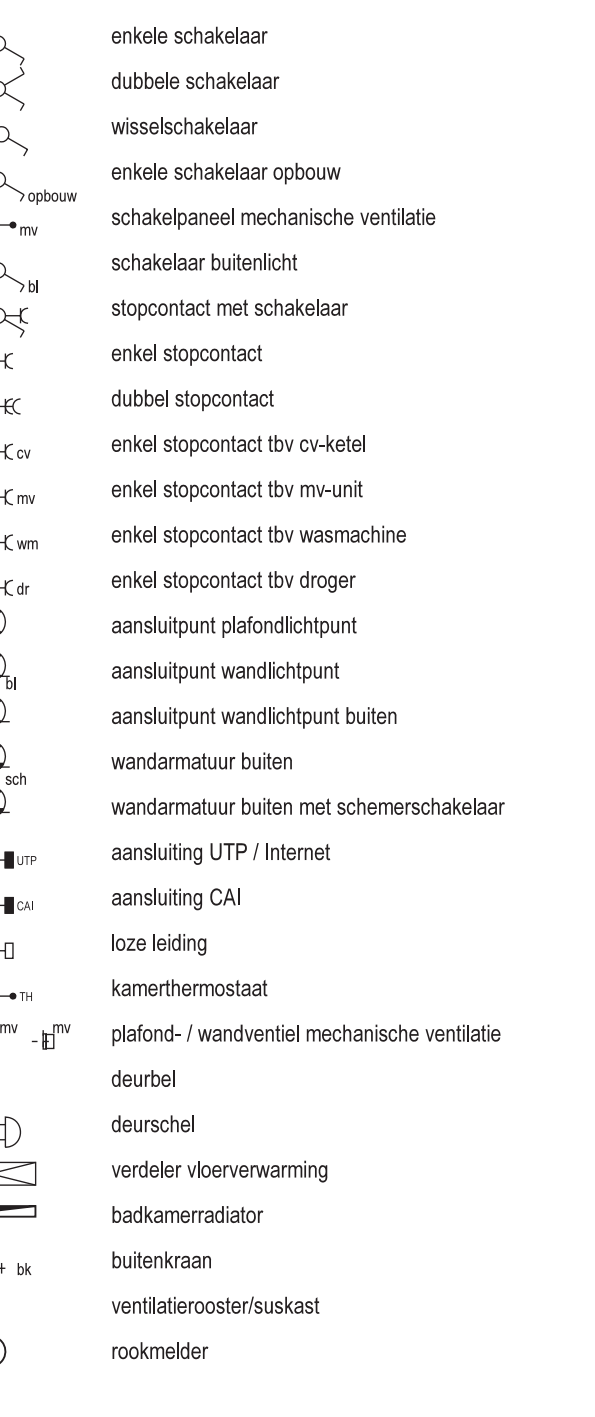 enkele schakelaar
dubbele schakelaar
wisselschakelaar
enkele schakelaar opbouw
opbouw
schakelpaneel mechanische ventilatie
mv
schakelaar buitenlicht
bl
stopcontact met schakelaar
enkel stopcontact
dubbel stopcontact
enkel stopcontact tbv cv-ketel
cv
enkel stopcontact tbv mv-unit
mv
enkel stopcontact tbv wasmachine
wm
enkel stopcontact tbv droger
dr
aansluitpunt plafondlichtpunt
aansluitpunt wandlichtpunt
bl
aansluitpunt wandlichtpunt buiten
wandarmatuur buiten
sch
wandarmatuur buiten met schemerschakelaar
UTP aansluiting UTP / Internet
CAI aansluiting CAI
loze leiding
TH kamerthermostaat
mv mv plafond- / wandventiel mechanische ventilatie
deurbel
deurschel
verdeler vloerverwarming
badkamerradiator
bk buitenkraan
ventilatierooster/suskast
rookmelder